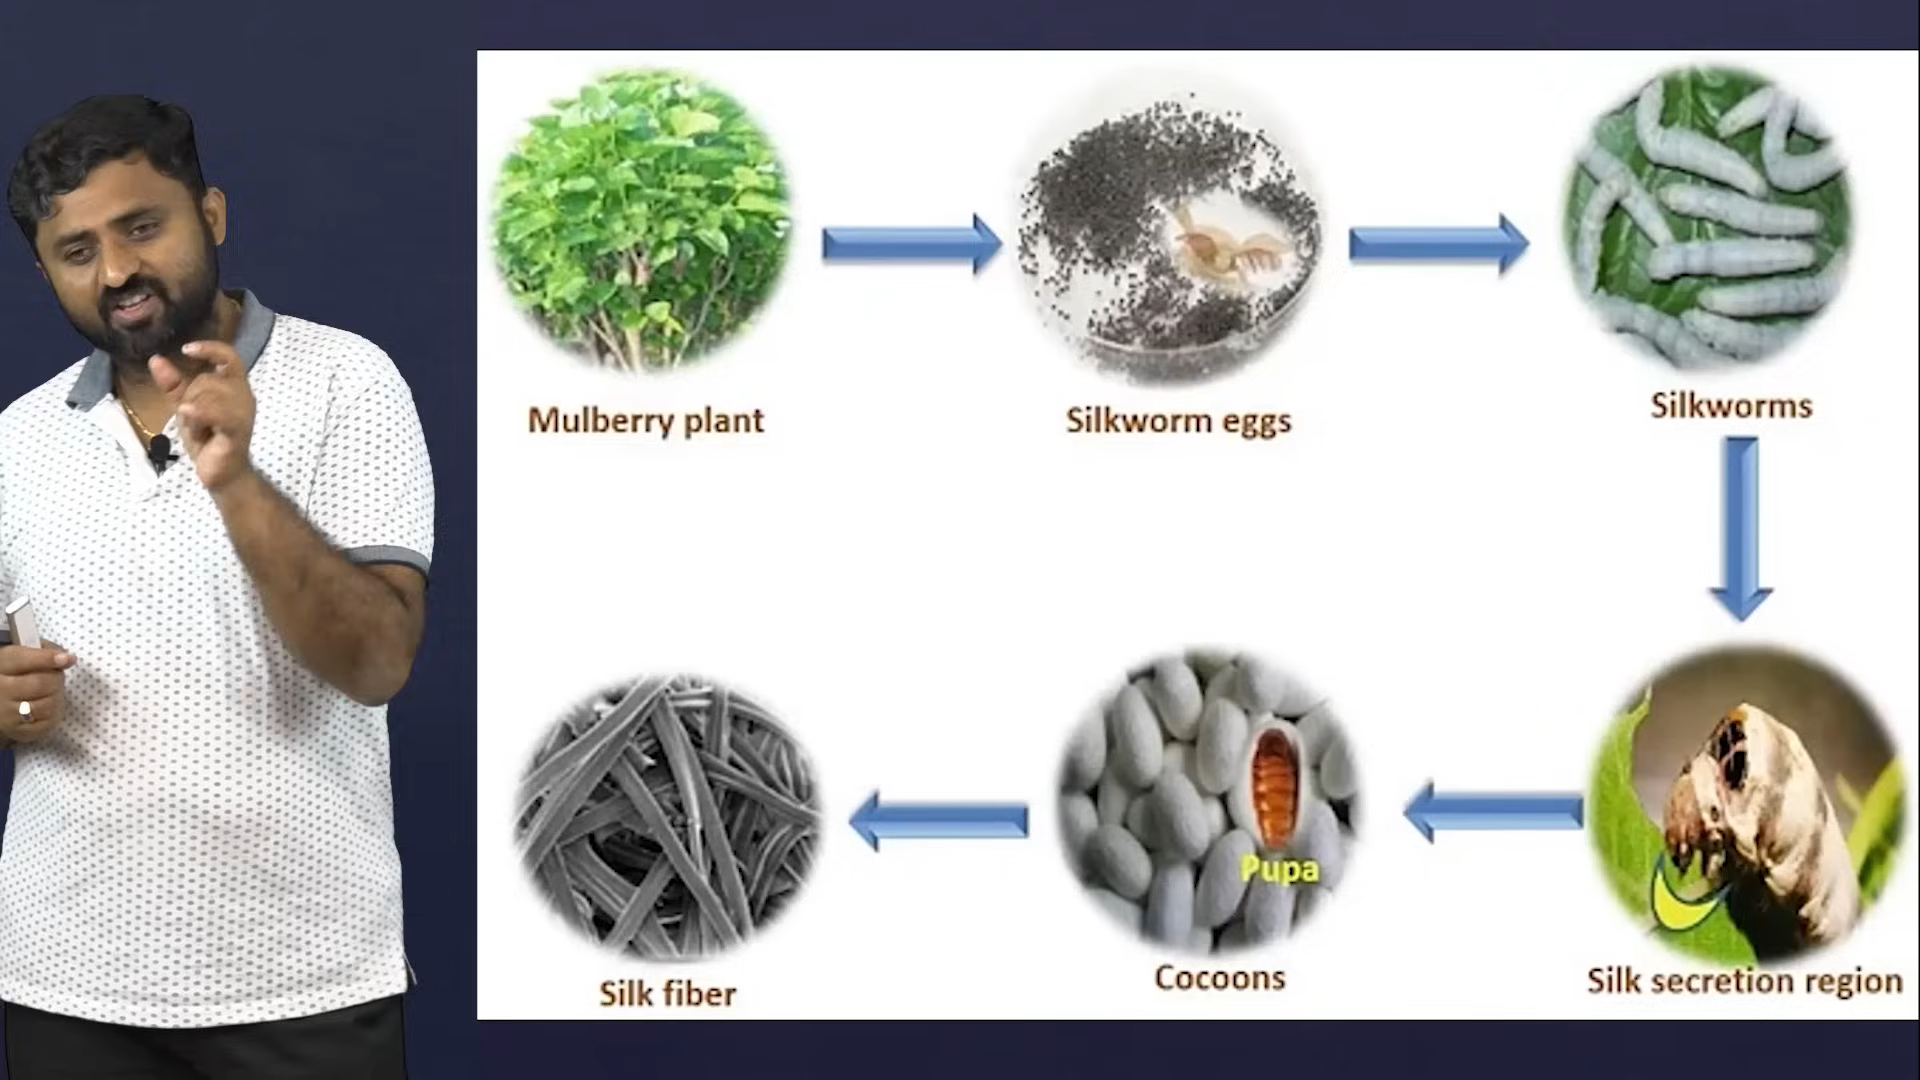 Mulberry plant
Silkworm eggs
Silkworms
Silk secretion region
Pupa
Cocoons
Silk fiber